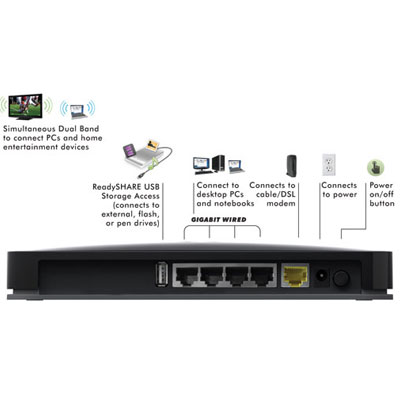 Simultaneous Dual Band
to connect PCs and home
entertainment devices
ReadySHARE USB
Storage Access
(connects to
external, flash,
or pen drives)
Connect to
desktop PCs
and notebooks
Connects to
cable/DSL
modem
Connects
to power
Power
on/off
button
GIGABIT WIRED